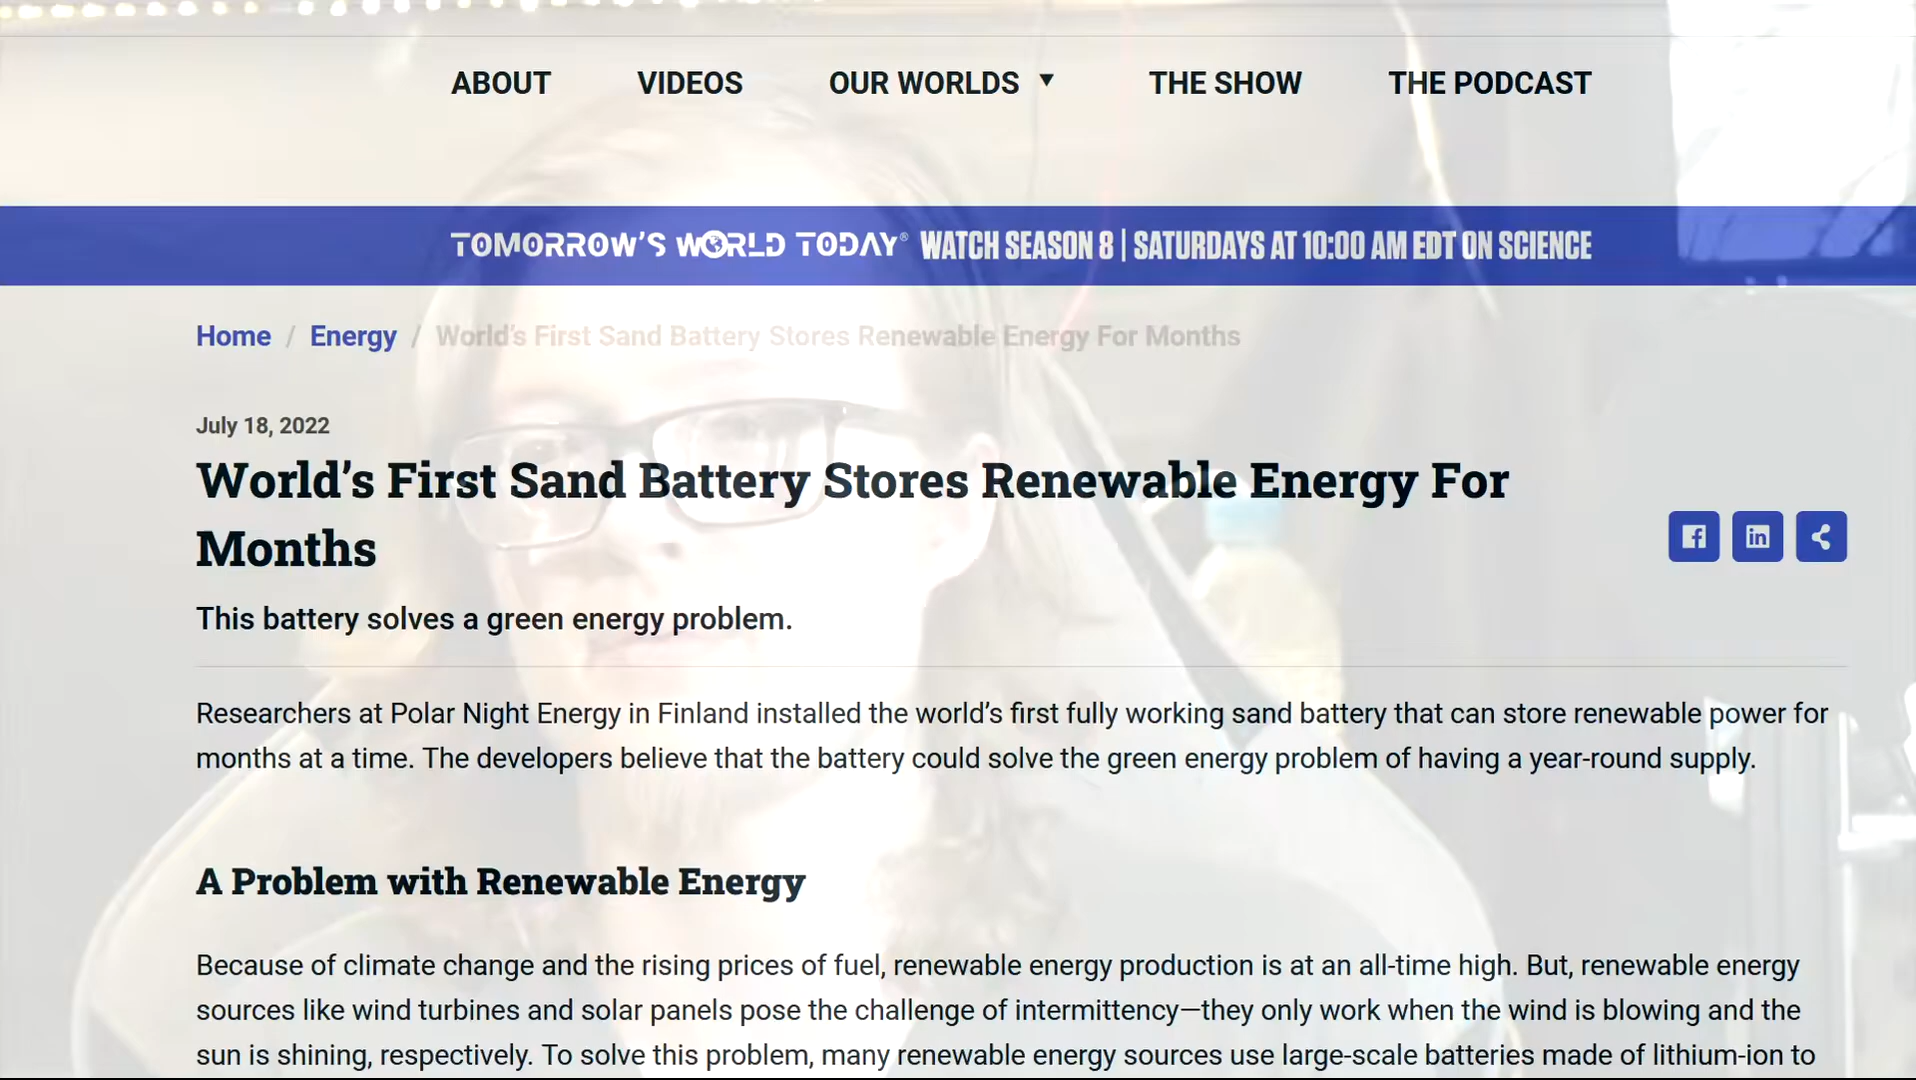 ABOUT VIDEOS OUR WORLDS THE SHOW THE PODCAST
TOMORROW'S WORLD TODAY® WATCH SEASON 8 | SATURDAYS AT 10:00 AM EDT ON SCIENCE
Home / Energy / World's First Sand Battery Stores Renewable Energy For Months
July 18, 2022
World's First Sand Battery Stores Renewable Energy For
Months
This battery solves a green energy problem.
Researchers at Polar Night Energy in Finland installed the world's first fully working sand battery that can store renewable power for
months at a time. The developers believe that the battery could solve the green energy problem of having a year-round supply.
A Problem with Renewable Energy
Because of climate change and the rising prices of fuel, renewable energy production is at an all-time high. But, renewable energy
sources like wind turbines and solar panels pose the challenge of intermittency—they only work when the wind is blowing and the
sun is shining, respectively. To solve this problem, many renewable energy sources use large-scale batteries made of lithium-ion to